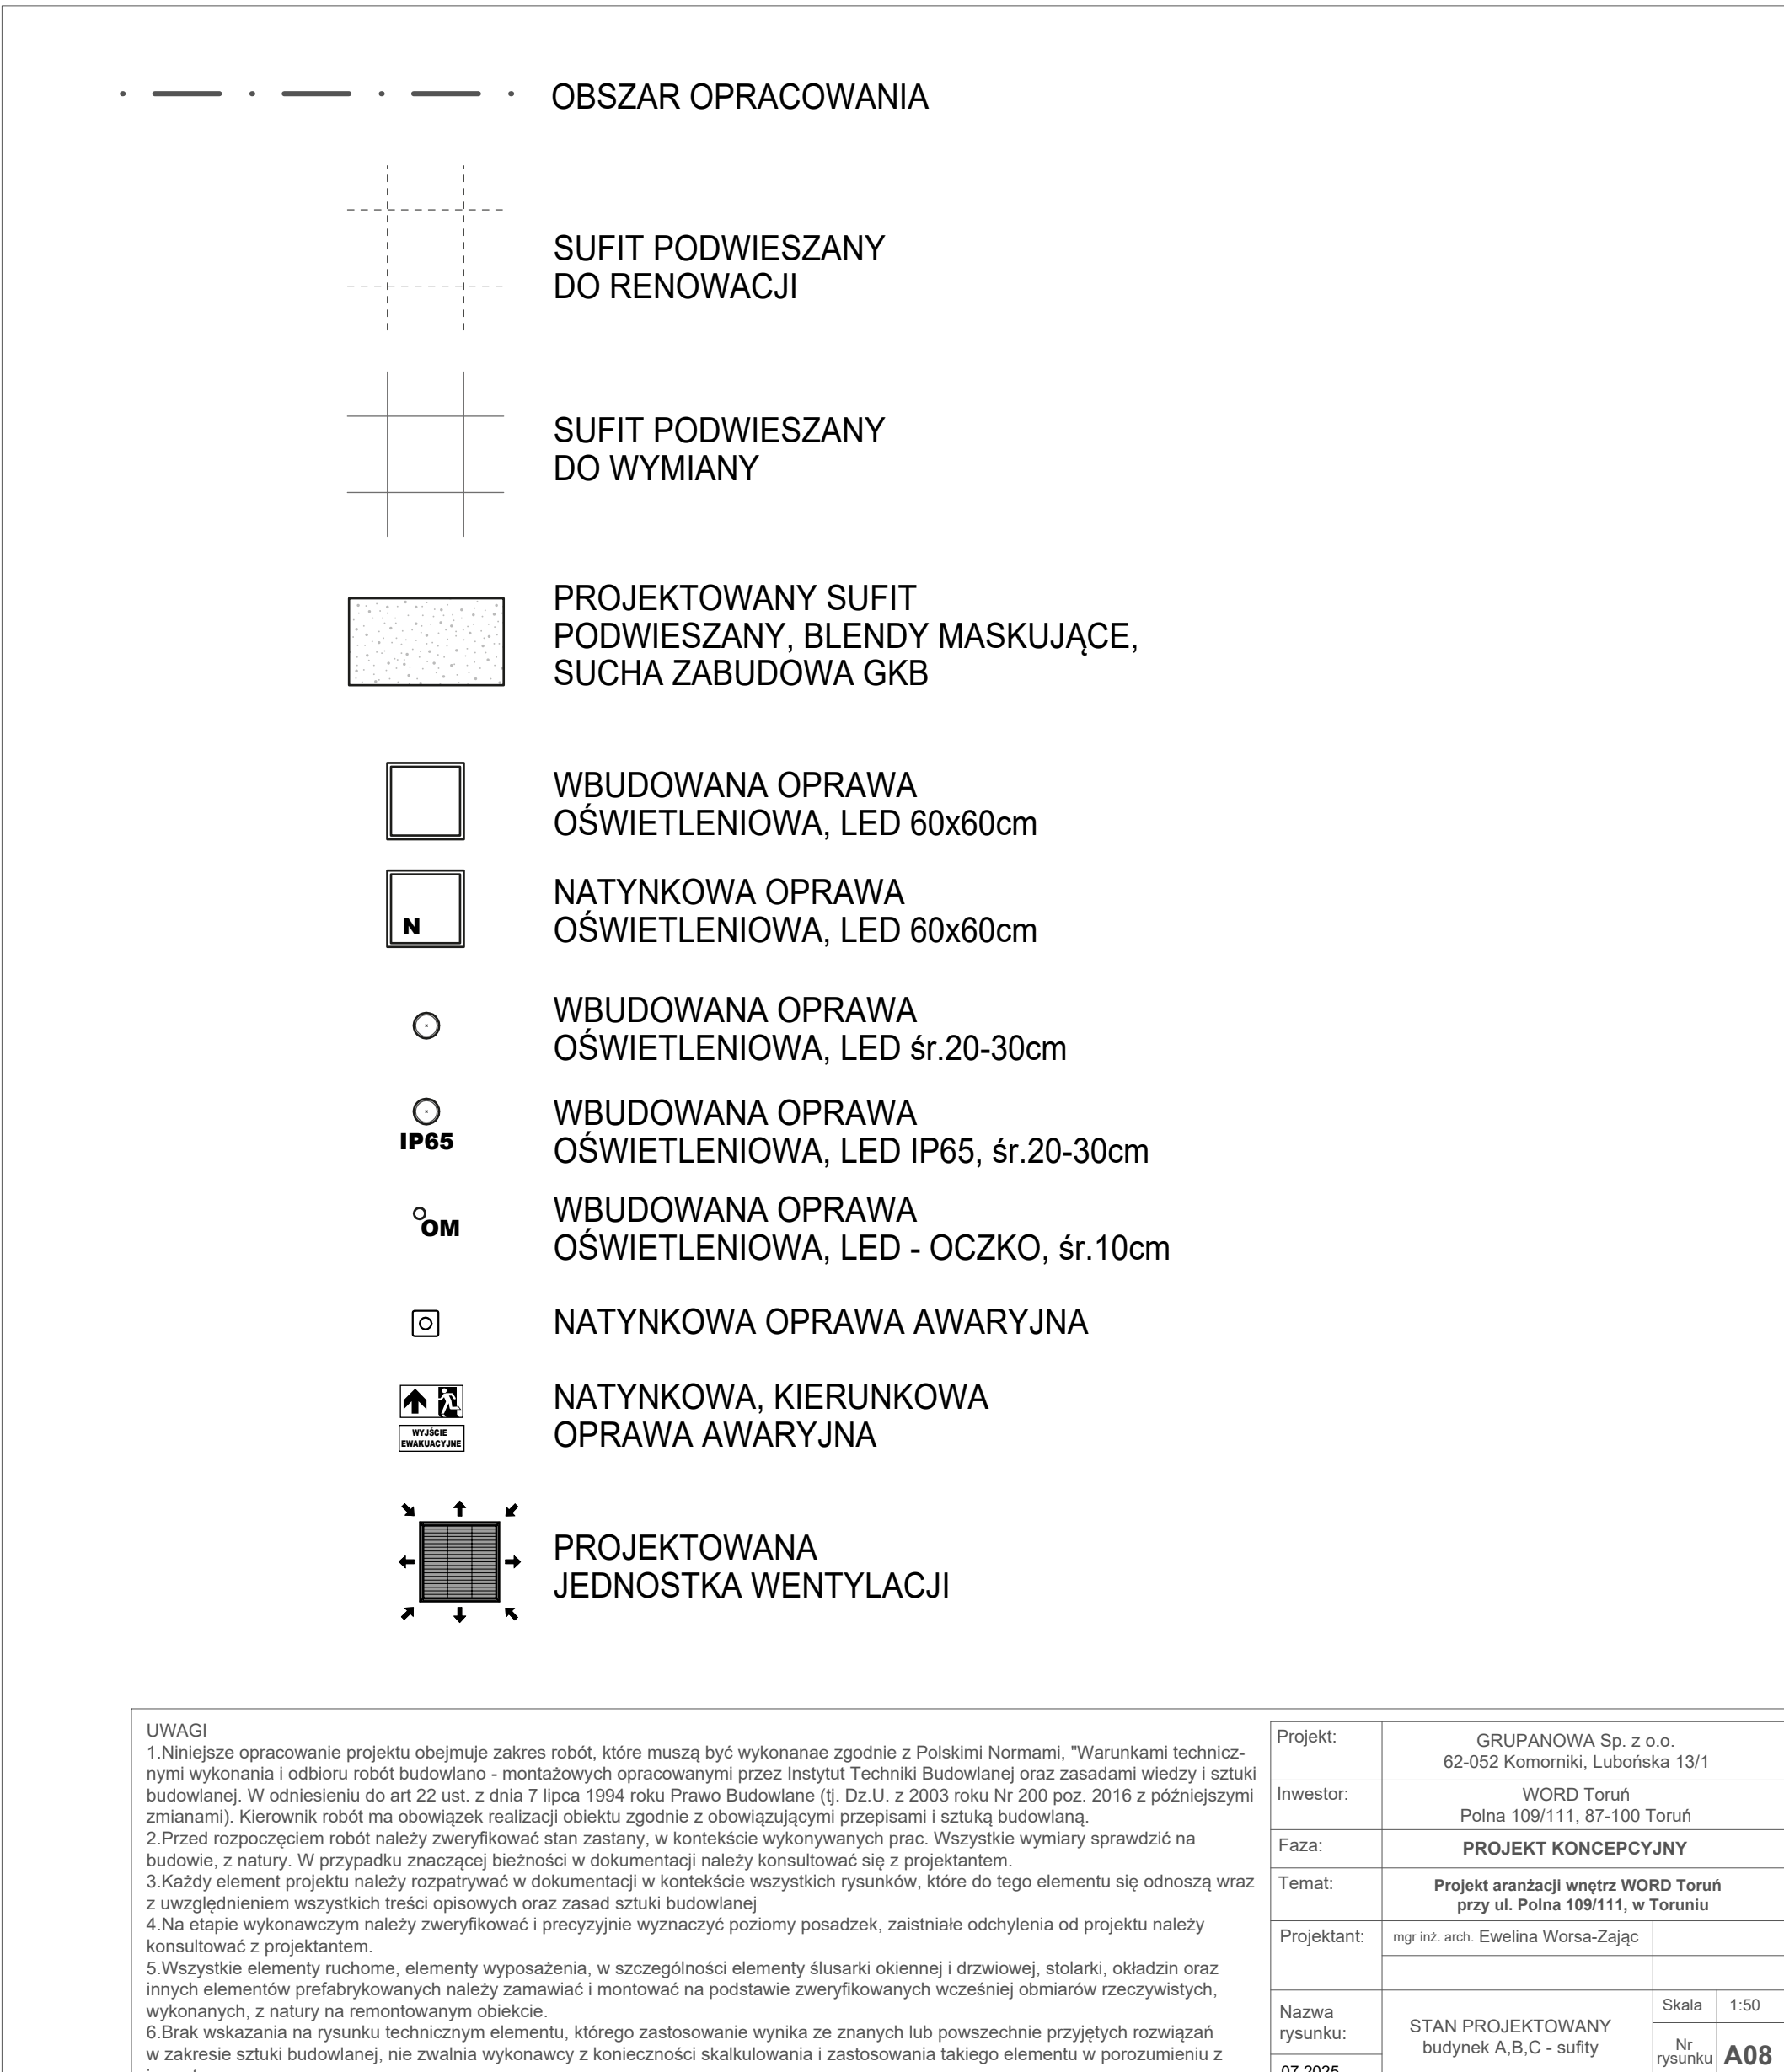 OBSZAR OPRACOWANIA
SUFIT PODWIESZANY
DO RENOWACJI
SUFIT PODWIESZANY
DO WYMIANY
PROJEKTOWANY SUFIT
PODWIESZANY, BLENDY MASKUJĄCE,
SUCHA ZABUDOWA GKB
WBUDOWANA OPRAWA
OŚWIETLENIOWA, LED 60x60cm
N
NATYNKOWA OPRAWA
OŚWIETLENIOWA, LED 60x60cm
WBUDOWANA OPRAWA
OŚWIETLENIOWA, LED śr.20-30cm
IP65
WBUDOWANA OPRAWA
OŚWIETLENIOWA, LED IP65, śr.20-30cm
OM
WBUDOWANA OPRAWA
OŚWIETLENIOWA, LED - OCZKO, śr.10cm
NATYNKOWA OPRAWA AWARYJNA
WYJŚCIE
EWAKUACYJNE
NATYNKOWA, KIERUNKOWA
OPRAWA AWARYJNA
PROJEKTOWANA
JEDNOSTKA WENTYLACJI
UWAGI
1.Niniejsze opracowanie projektu obejmuje zakres robót, które muszą być wykonanae zgodnie z Polskimi Normami, "Warunkami technicz-
nymi wykonania i odbioru robót budowlano - montażowych opracowanymi przez Instytut Techniki Budowlanej oraz zasadami wiedzy i sztuki
budowlanej. W odniesieniu do art 22 ust. z dnia 7 lipca 1994 roku Prawo Budowlane (tj. Dz.U. z 2003 roku Nr 200 poz. 2016 z późniejszymi
zmianami). Kierownik robót ma obowiązek realizacji obiektu zgodnie z obowiązującymi przepisami i sztuką budowlaną.
2.Przed rozpoczęciem robót należy zweryfikować stan zastany, w kontekście wykonywanych prac. Wszystkie wymiary sprawdzić na
budowie, z natury. W przypadku znaczącej bieżności w dokumentacji należy konsultować się z projektantem.
3.Każdy element projektu należy rozpatrywać w dokumentacji w kontekście wszystkich rysunków, które do tego elementu się odnoszą wraz
z uwzględnieniem wszystkich treści opisowych oraz zasad sztuki budowlanej
4.Na etapie wykonawczym należy zweryfikować i precyzyjnie wyznaczyć poziomy posadzek, zaistniałe odchylenia od projektu należy
konsultować z projektantem.
5.Wszystkie elementy ruchome, elementy wyposażenia, w szczególności elementy ślusarki okiennej i drzwiowej, stolarki, okładzin oraz
innych elementów prefabrykowanych należy zamawiać i montować na podstawie zweryfikowanych wcześniej obmiarów rzeczywistych,
wykonanych, z natury na remontowanym obiekcie.
6.Brak wskazania na rysunku technicznym elementu, którego zastosowanie wynika ze znanych lub powszechnie przyjętych rozwiązań
w zakresie sztuki budowlanej, nie zwalnia wykonawcy z konieczności skalkulowania i zastosowania takiego elementu w porozumieniu z
Projekt:
GRUPANOWA Sp. z o.o.
62-052 Komorniki, Lubońska 13/1
Inwestor:
WORD Toruń
Polna 109/111, 87-100 Toruń
Faza:
PROJEKT KONCEPCYJNY
Temat:
Projekt aranżacji wnętrz WORD Toruń
przy ul. Polna 109/111, w Toruniu
Projektant:
mgr inż. arch. Ewelina Worsa-Zając
Nazwa
rysunku:
STAN PROJEKTOWANY
budynek A,B,C - sufity
Skala 1:50
Nr
rysunku A08
07.2025